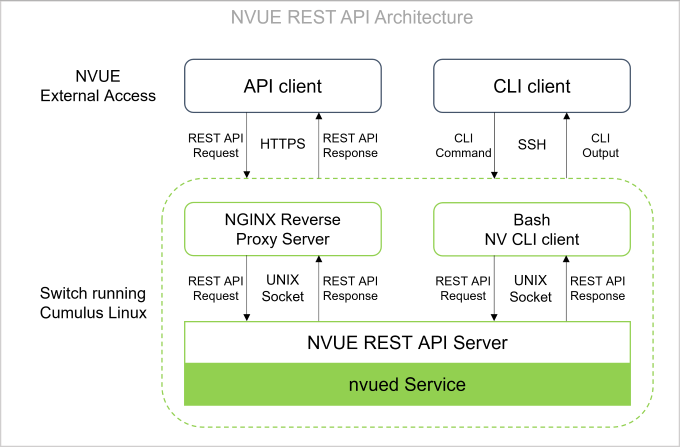 NVUE REST API Architecture
NVUE
External Access
API client
CLI client
REST API
Request
HTTPS
REST API
Response
CLI
Command
SSH
CLI
Output
NGINX Reverse
Proxy Server
Bash
NV CLI client
Switch running
Cumulus Linux
REST API
Request
UNIX
Socket
REST API
Response
REST API
Request
UNIX
Socket
REST API
Response
NVUE REST API Server
nvued Service